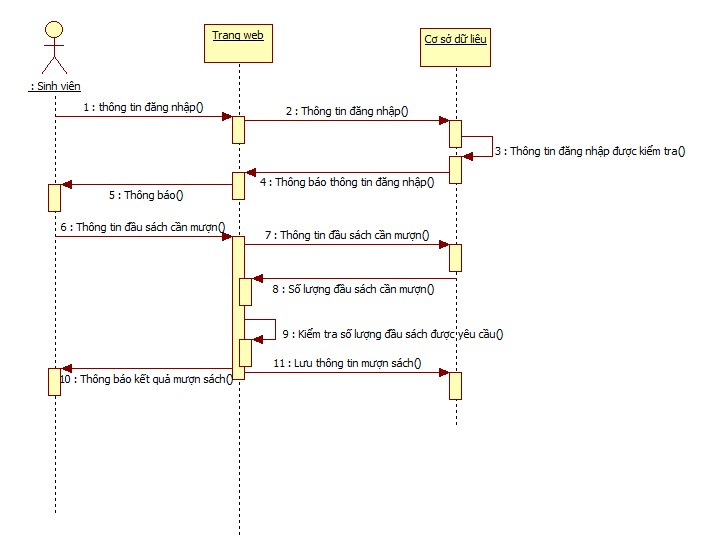 Trang web
Cơ sở dữ liệu
: Sinh viên
1 : thông tin đăng nhập()
2 : Thông tin đăng nhập()
3 : Thông tin đăng nhập được kiểm tra()
4 : Thông báo thông tin đăng nhập()
5 : Thông báo()
6 : Thông tin đầu sách cần mượn()
7 : Thông tin đầu sách cần mượn()
8 : Số lượng đầu sách cần mượn()
9 : Kiểm tra số lượng đầu sách được yêu cầu()
11 : Lưu thông tin mượn sách()
10 : Thông báo kết quả mượn sách()